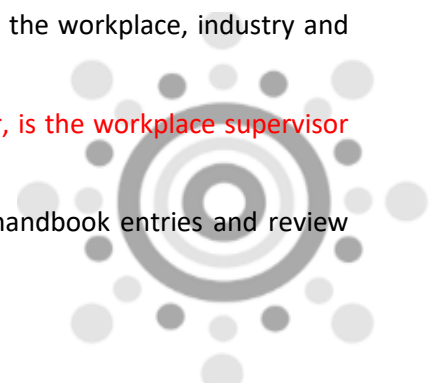 the workplace, industry and
, is the workplace supervisor
handbook entries and review